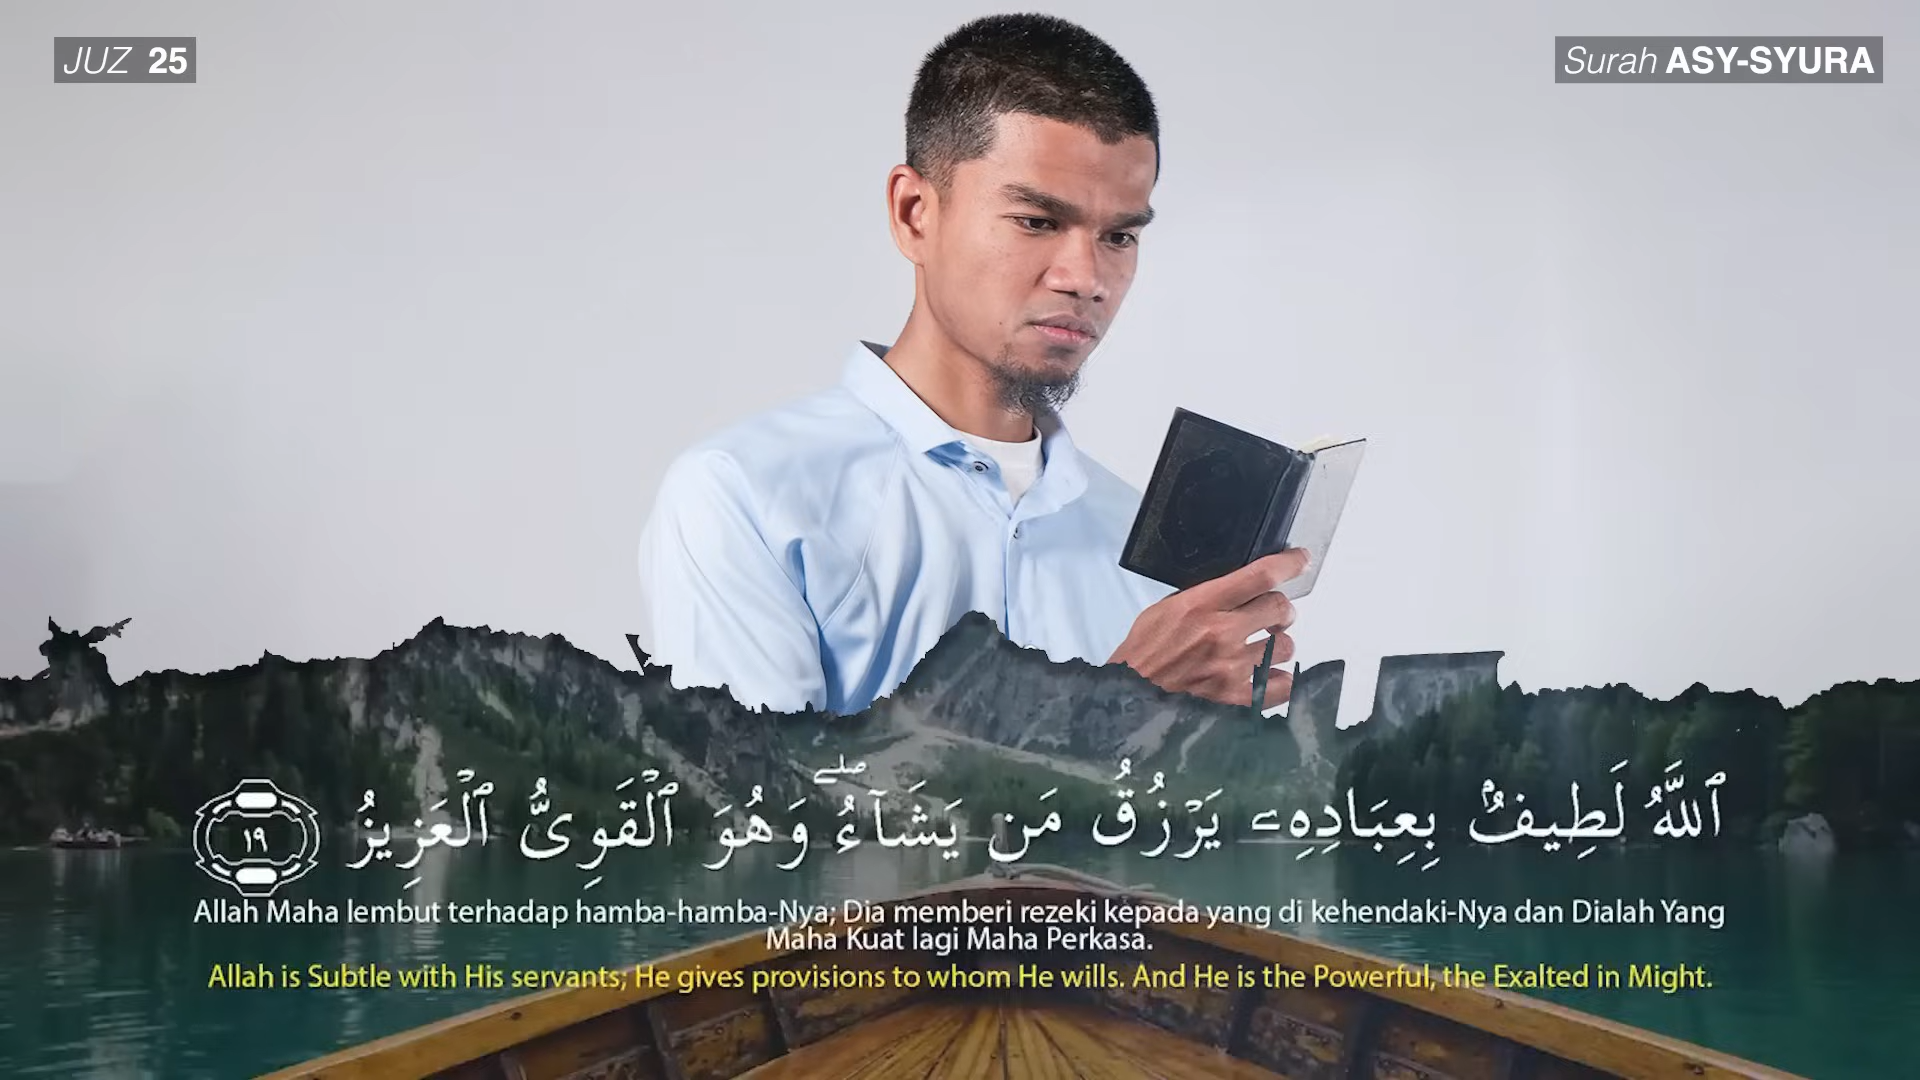 JUZ 25
Surah ASY-SYURA
ٱللَّهُ لَطِيفٌۢ بِعِبَادِهِۦ يَرْزُقُ مَن يَشَآءُ ۖ وَهُوَ ٱلْقَوِىُّ ٱلْعَزِيزُ ١٩
Allah Maha lembut terhadap hamba-hamba-Nya; Dia memberi rezeki kepada yang di kehendaki-Nya dan Dialah Yang
Maha Kuat lagi Maha Perkasa.
Allah is Subtle with His servants; He gives provisions to whom He wills. And He is the Powerful, the Exalted in Might.